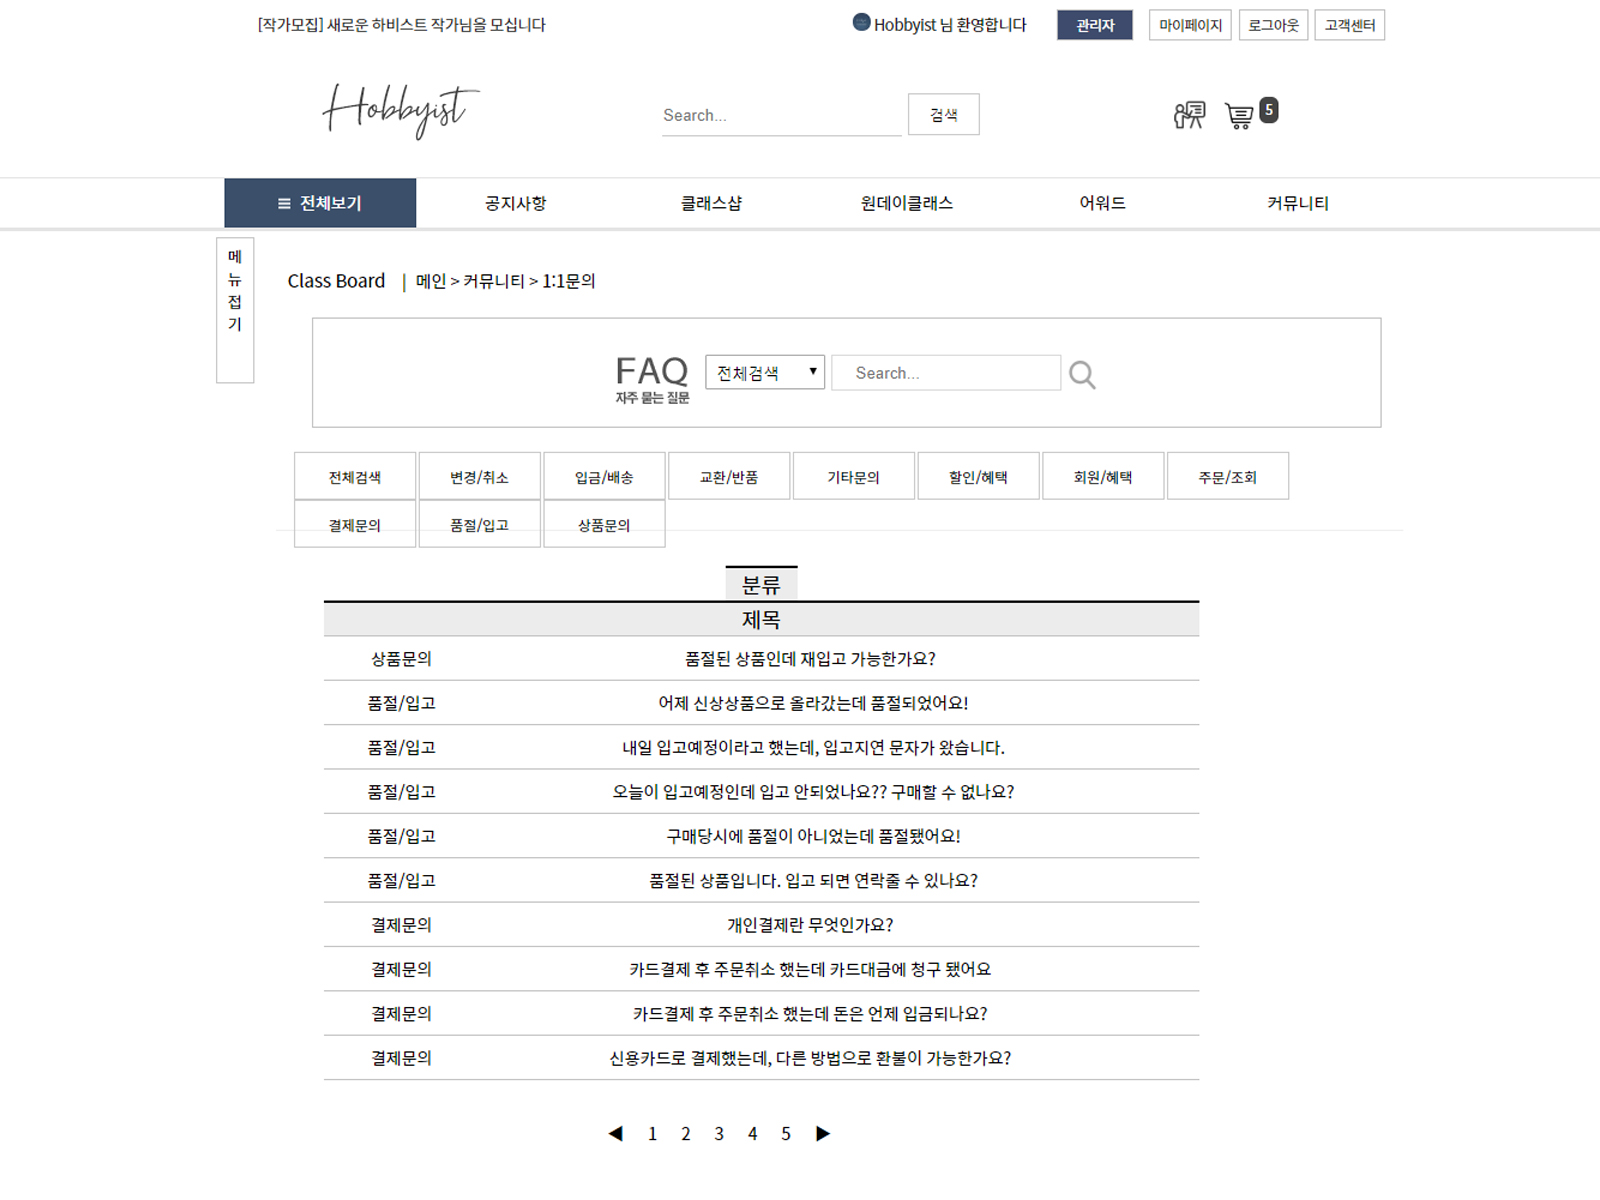 [작가모집] 새로운 하비스트 작가님을 모십니다
Hobbyist 님 환영합니다 관리자 마이페이지 로그아웃 고객센터
Hobbyist Search... 검색 5
≡ 전체보기 공지사항 클래스샵 원데이클래스 어워드 커뮤니티
메
뉴
접
기
Class Board | 메인 > 커뮤니티 > 1:1문의
FAQ 전체검색 ▼ Search...
자주 묻는 질문
전체검색 변경/취소 입금/배송 교환/반품 기타문의 할인/혜택 회원/혜택 주문/조회
결제문의 품절/입고 상품문의
분류
제목
상품문의 품절된 상품인데 재입고 가능한가요?
품절/입고 어제 신상상품으로 올라갔는데 품절되었어요!
품절/입고 내일 입고예정이라고 했는데, 입고지연 문자가 왔습니다.
품절/입고 오늘이 입고예정인데 입고 안되었나요?? 구매할 수 없나요?
품절/입고 구매당시에 품절이 아니었는데 품절됐어요!
품절/입고 품절된 상품입니다. 입고 되면 연락줄 수 있나요?
결제문의 개인결제란 무엇인가요?
결제문의 카드결제 후 주문취소 했는데 카드대금에 청구 됐어요
결제문의 카드결제 후 주문취소 했는데 돈은 언제 입금되나요?
결제문의 신용카드로 결제했는데, 다른 방법으로 환불이 가능한가요?
◀ 1 2 3 4 5 ▶